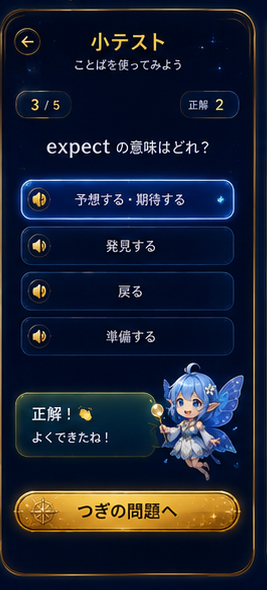 小テスト
ことばを使ってみよう
3 / 5
正解 2
expect の意味はどれ?
予想する・期待する
発見する
戻る
準備する
正解！👏
よくできたね！
つぎの問題へ